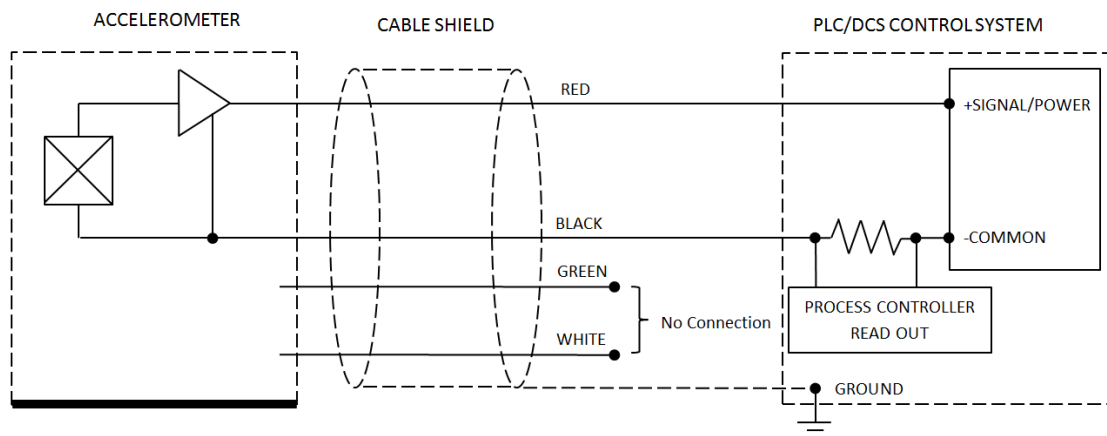 ACCELEROMETER
CABLE SHIELD
PLC/DCS CONTROL SYSTEM
RED
+SIGNAL/POWER
BLACK
-COMMON
GREEN
No Connection
WHITE
PROCESS CONTROLLER
READ OUT
GROUND